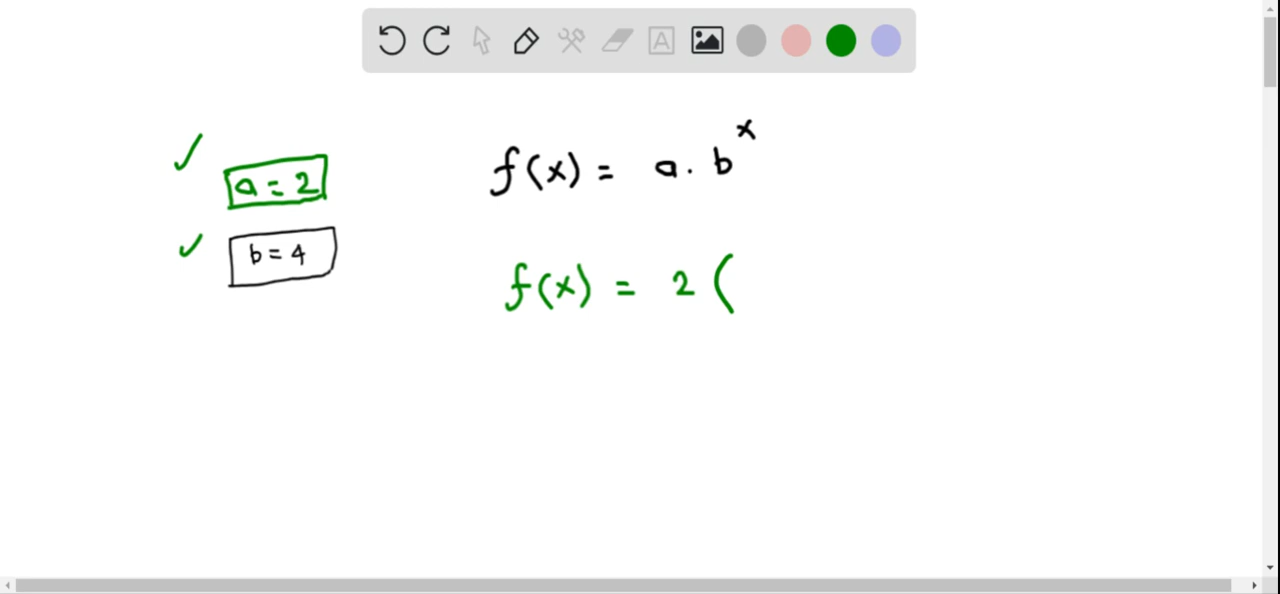 f(x) = a. b^x
a = 2
b = 4
f(x) = 2 (